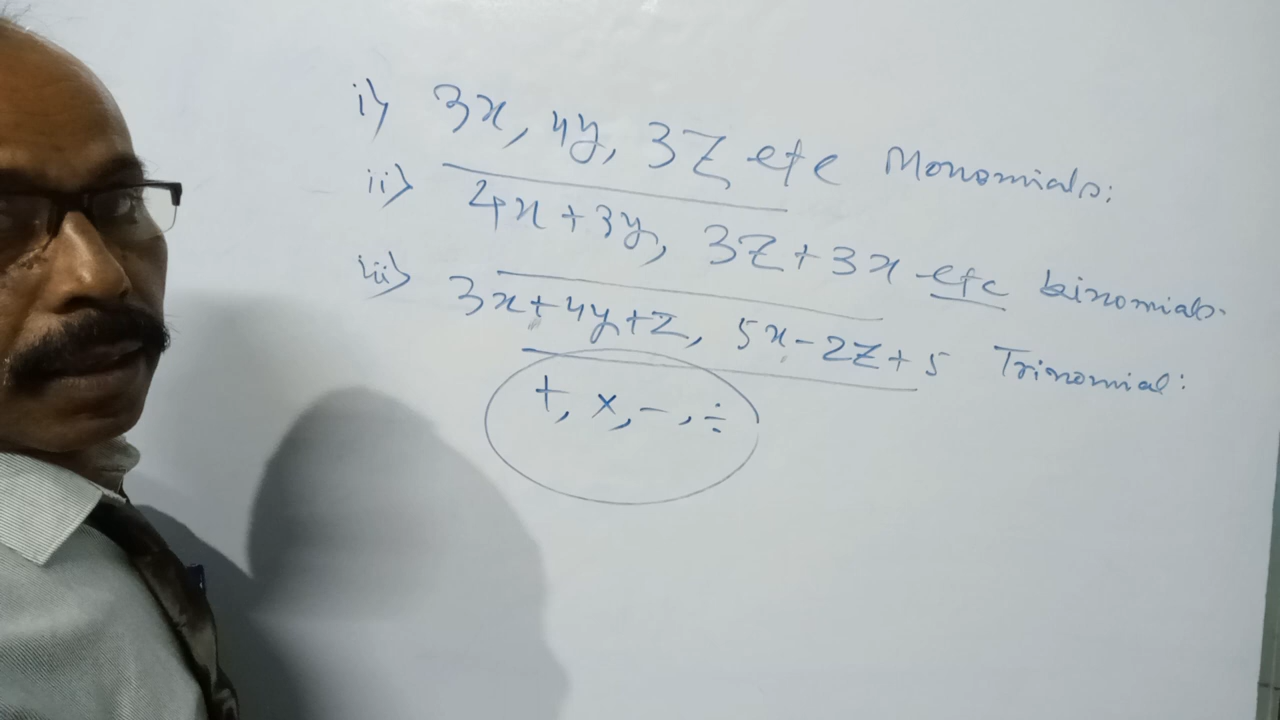 i) 3x, 4y, 3Z etc Monomials:
ii) 4x + 3y, 3Z + 3x etc binomials.
iii) 3x + 4y + Z, 5x - 2Z + 5 Trinomial:
+, ×, -, ÷